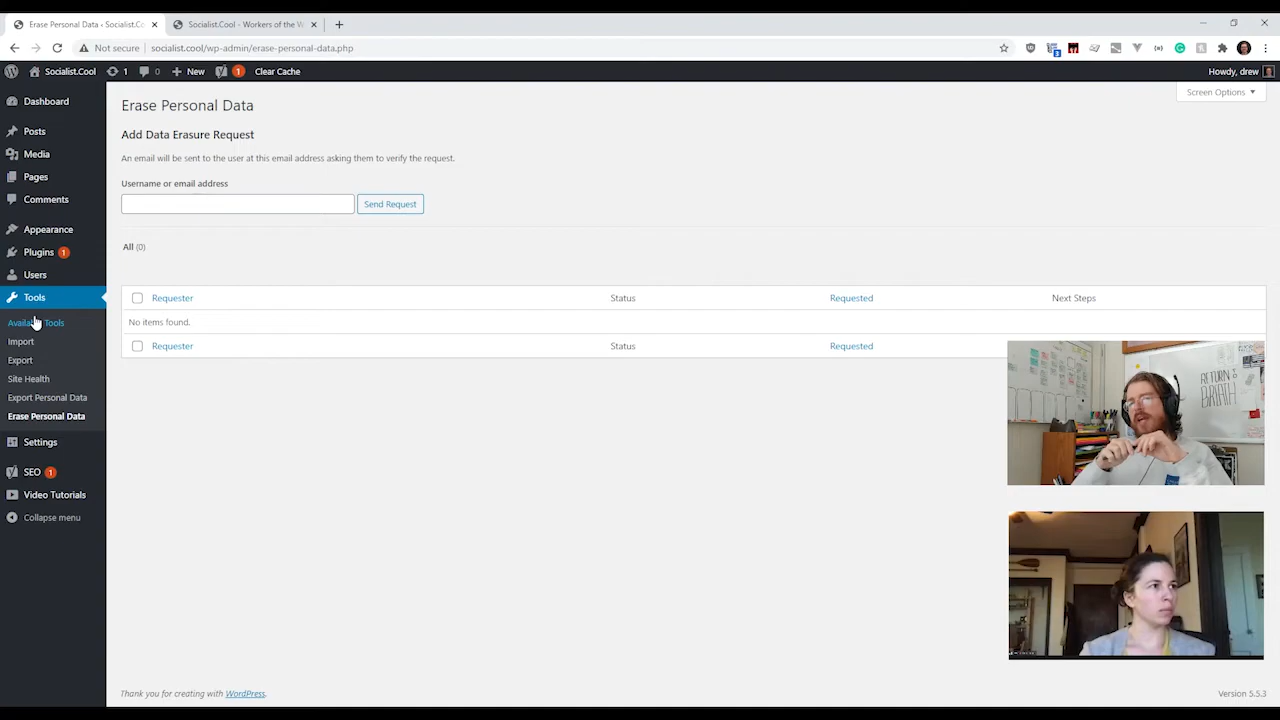 Erase Personal Data ‹ Socialist.Co
Socialist.Cool - Workers of the W
Not secure
socialist.cool/wp-admin/erase-personal-data.php
Socialist.Cool
1
0
New
1
Clear Cache
Howdy, drew
Dashboard
Posts
Media
Pages
Comments
Appearance
Plugins 1
Users
Tools
Available Tools
Import
Export
Site Health
Export Personal Data
Erase Personal Data
Settings
SEO 1
Video Tutorials
Collapse menu
Screen Options
Erase Personal Data
Add Data Erasure Request
An email will be sent to the user at this email address asking them to verify the request.
Username or email address
Send Request
All (0)
Requester Status Requested Next Steps
No items found.
Requester Status Requested
RETURN TO
BREATH
Thank you for creating with WordPress.
Version 5.5.3